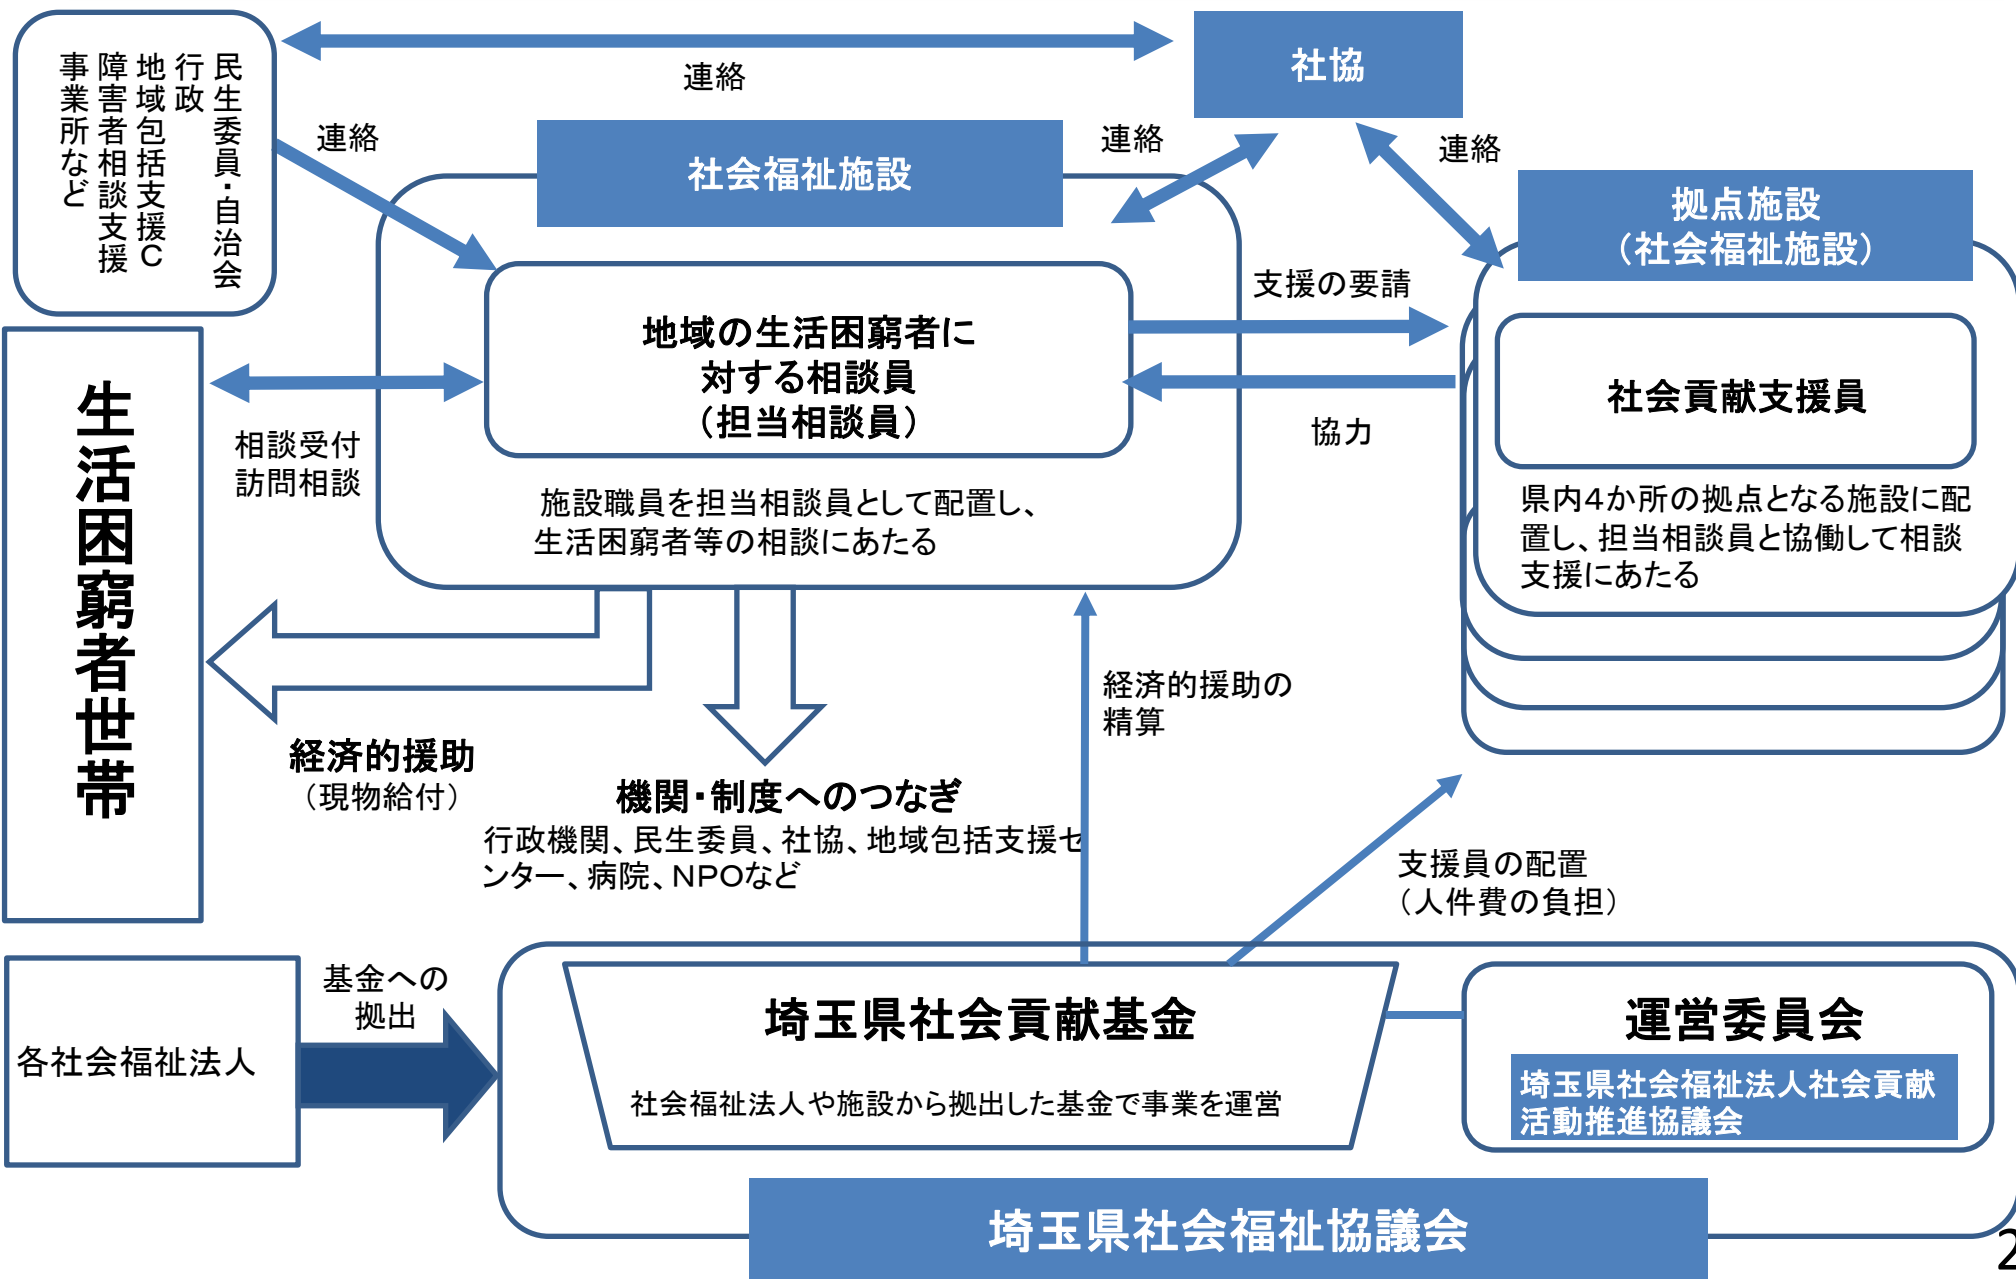 民生委員・自治会
行政
地域包括支援C
障害者相談支援
事業所など
連絡
社協
連絡
社会福祉施設
連絡
連絡
拠点施設
（社会福祉施設）
地域の生活困窮者に
対する相談員
（担当相談員）
支援の要請
協力
社会貢献支援員
生活困窮者世帯
相談受付
訪問相談
施設職員を担当相談員として配置し、
生活困窮者等の相談にあたる
県内４か所の拠点となる施設に配
置し、担当相談員と協働して相談
支援にあたる
経済的援助
（現物給付）
機関・制度へのつなぎ
行政機関、民生委員、社協、地域包括支援セ
ンター、病院、NPOなど
経済的援助の
精算
支援員の配置
（人件費の負担）
各社会福祉法人
基金への
拠出
埼玉県社会貢献基金
社会福祉法人や施設から拠出した基金で事業を運営
運営委員会
埼玉県社会福祉法人社会貢献
活動推進協議会
埼玉県社会福祉協議会
2